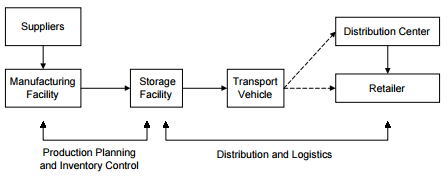 Suppliers
Distribution Center
Manufacturing
Facility
Storage
Facility
Transport
Vehicle
Retailer
Production Planning
and Inventory Control
Distribution and Logistics